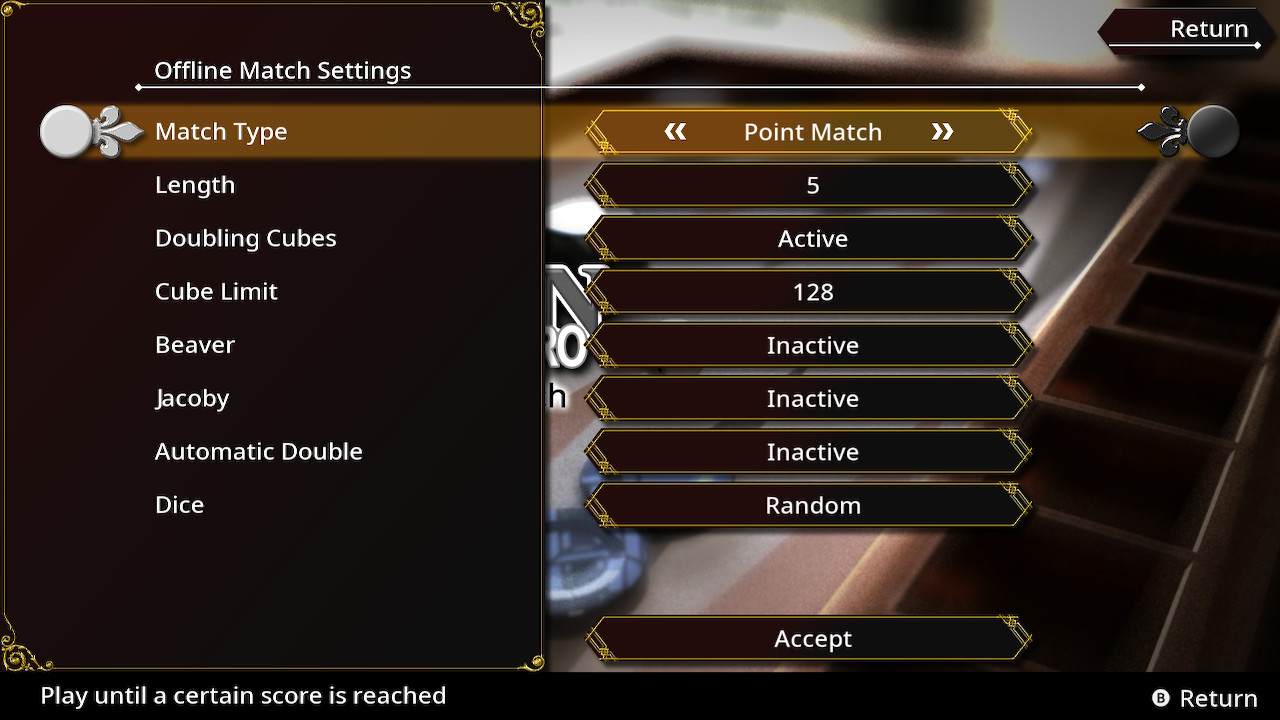 Return
Offline Match Settings
Match Type « Point Match »
Length 5
Doubling Cubes Active
Cube Limit 128
Beaver Inactive
Jacoby Inactive
Automatic Double Inactive
Dice Random
Accept
Play until a certain score is reached
B Return